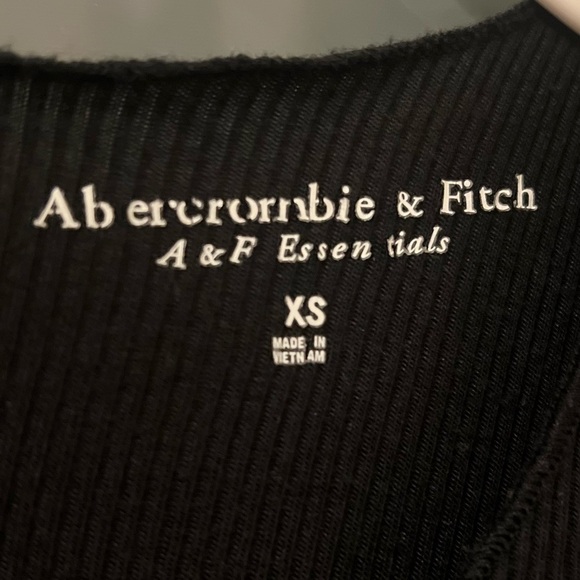 Abercrombie & Fitch
A & F Essentials
XS
MADE IN
VIETNAM